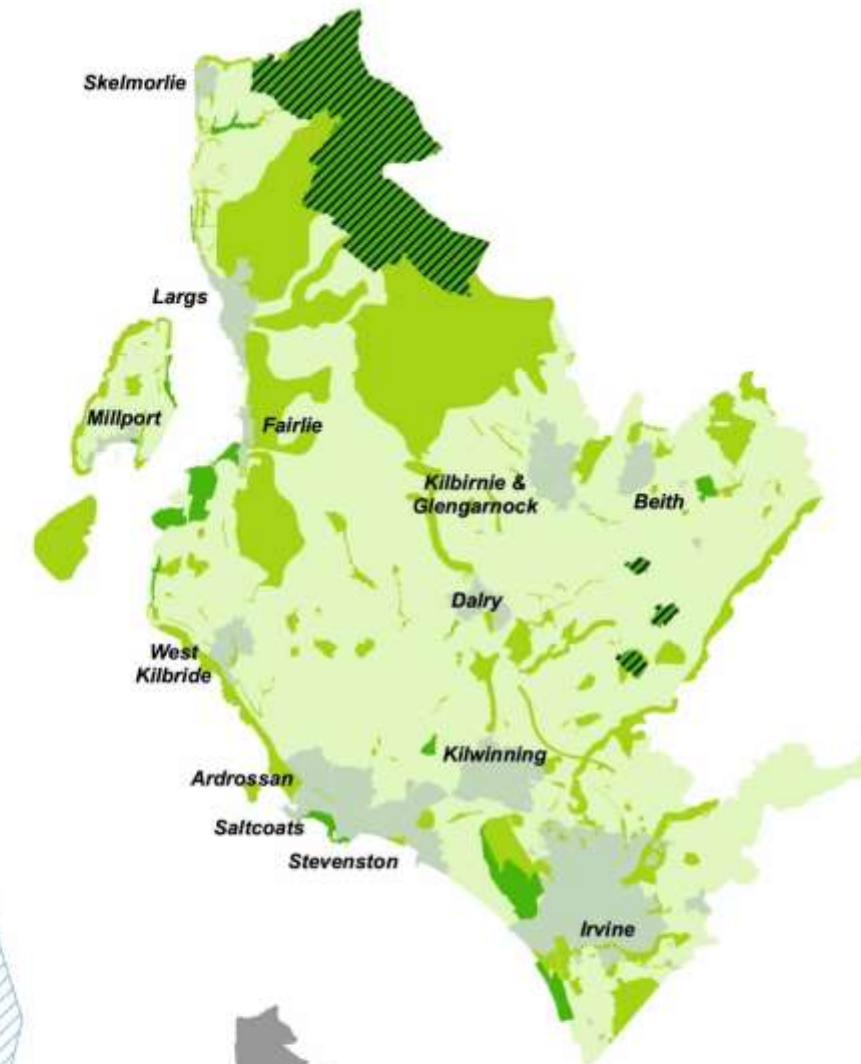 Skelmorlie
Largs
Millport
Fairlie
Kilbirnie &
Glengarnock
Beith
Dalry
West
Kilbride
Kilwinning
Ardrossan
Saltcoats
Stevenston
Irvine